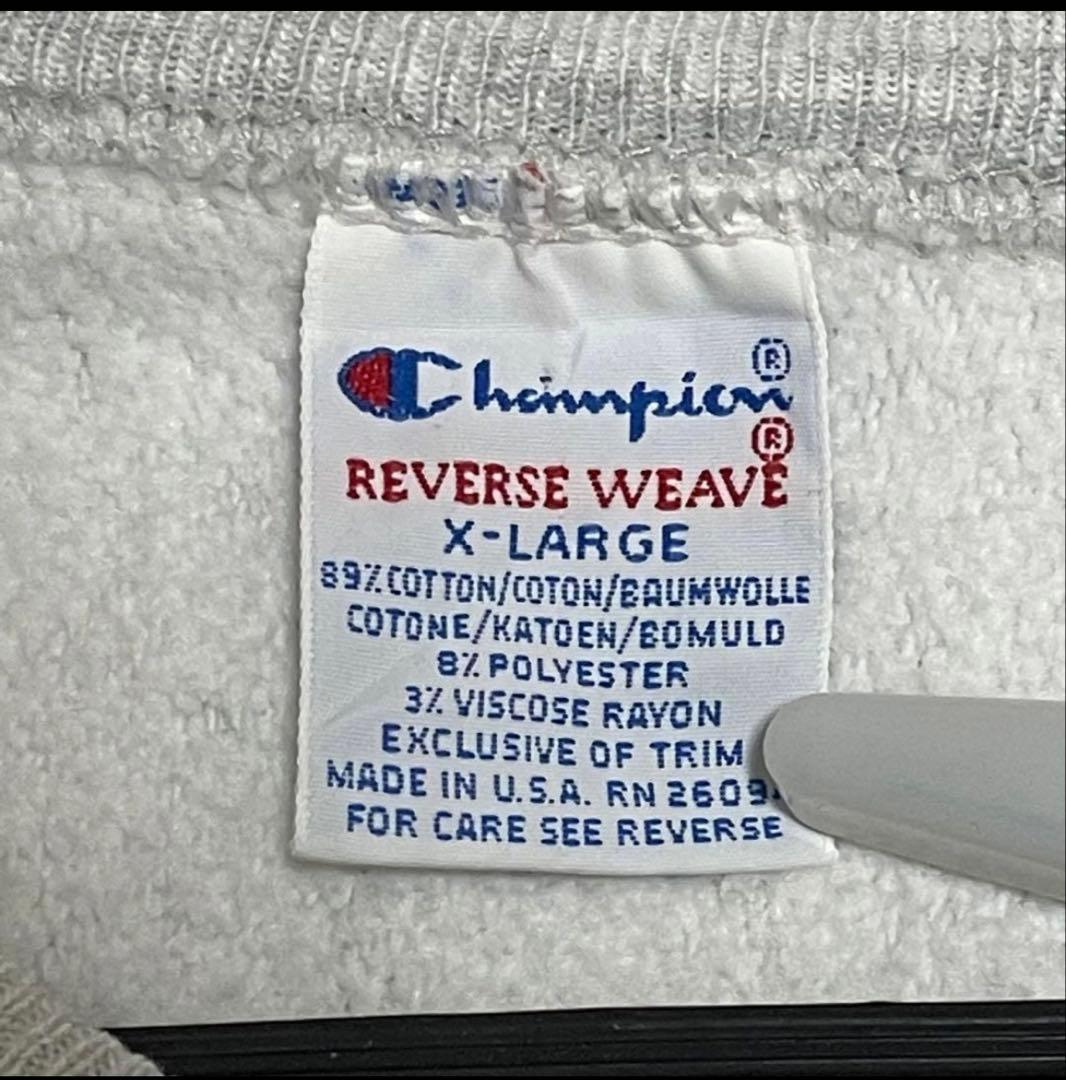 Champion®
®
REVERSE WEAVE
X-LARGE
89% COTTON/COTON/BAUMWOLLE
COTONE/KATOEN/BOMULD
8% POLYESTER
3% VISCOSE RAYON
EXCLUSIVE OF TRIM
MADE IN U.S.A. RN
FOR CARE SEE REVERSE